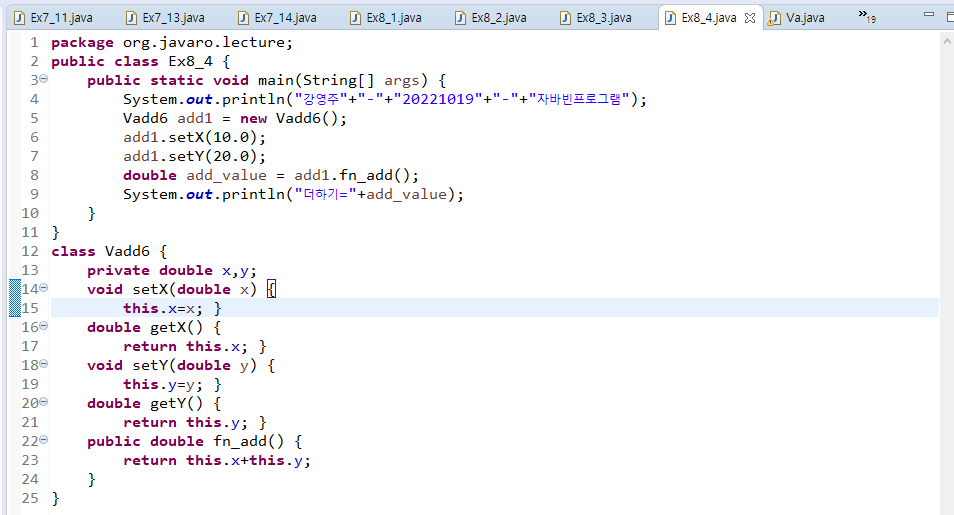 Ex7_11.java Ex7_13.java Ex7_14.java Ex8_1.java Ex8_2.java Ex8_3.java Ex8_4.java Va.java »19
1 package org.javaro.lecture;
2 public class Ex8_4 {
3 public static void main(String[] args) {
4 System.out.println("강영주"+"-"+"20221019"+"-"+"자바빈프로그램");
5 Vadd6 add1 = new Vadd6();
6 add1.setX(10.0);
7 add1.setY(20.0);
8 double add_value = add1.fn_add();
9 System.out.println("더하기="+add_value);
10 }
11 }
12 class Vadd6 {
13 private double x,y;
14 void setX(double x) {
15 this.x=x; }
16 double getX() {
17 return this.x; }
18 void setY(double y) {
19 this.y=y; }
20 double getY() {
21 return this.y; }
22 public double fn_add() {
23 return this.x+this.y;
24 }
25 }